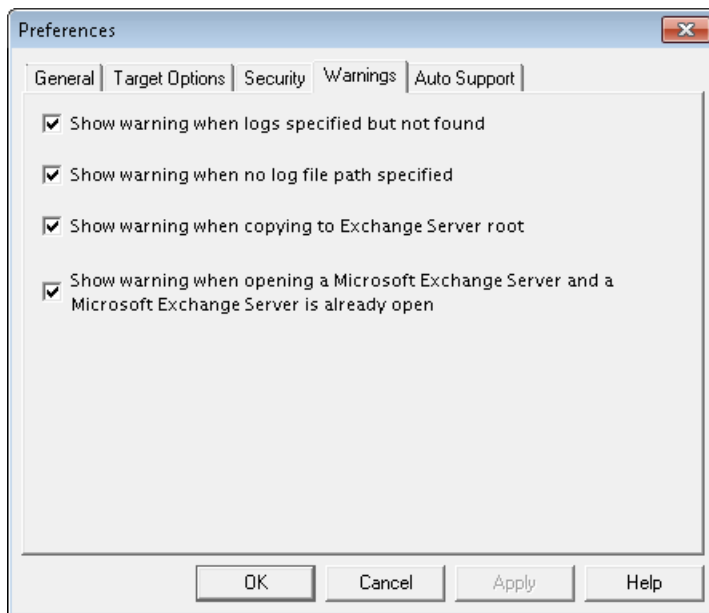 Preferences
General Target Options Security Warnings Auto Support
Show warning when logs specified but not found
Show warning when no log file path specified
Show warning when copying to Exchange Server root
Show warning when opening a Microsoft Exchange Server and a
Microsoft Exchange Server is already open
OK Cancel Apply Help